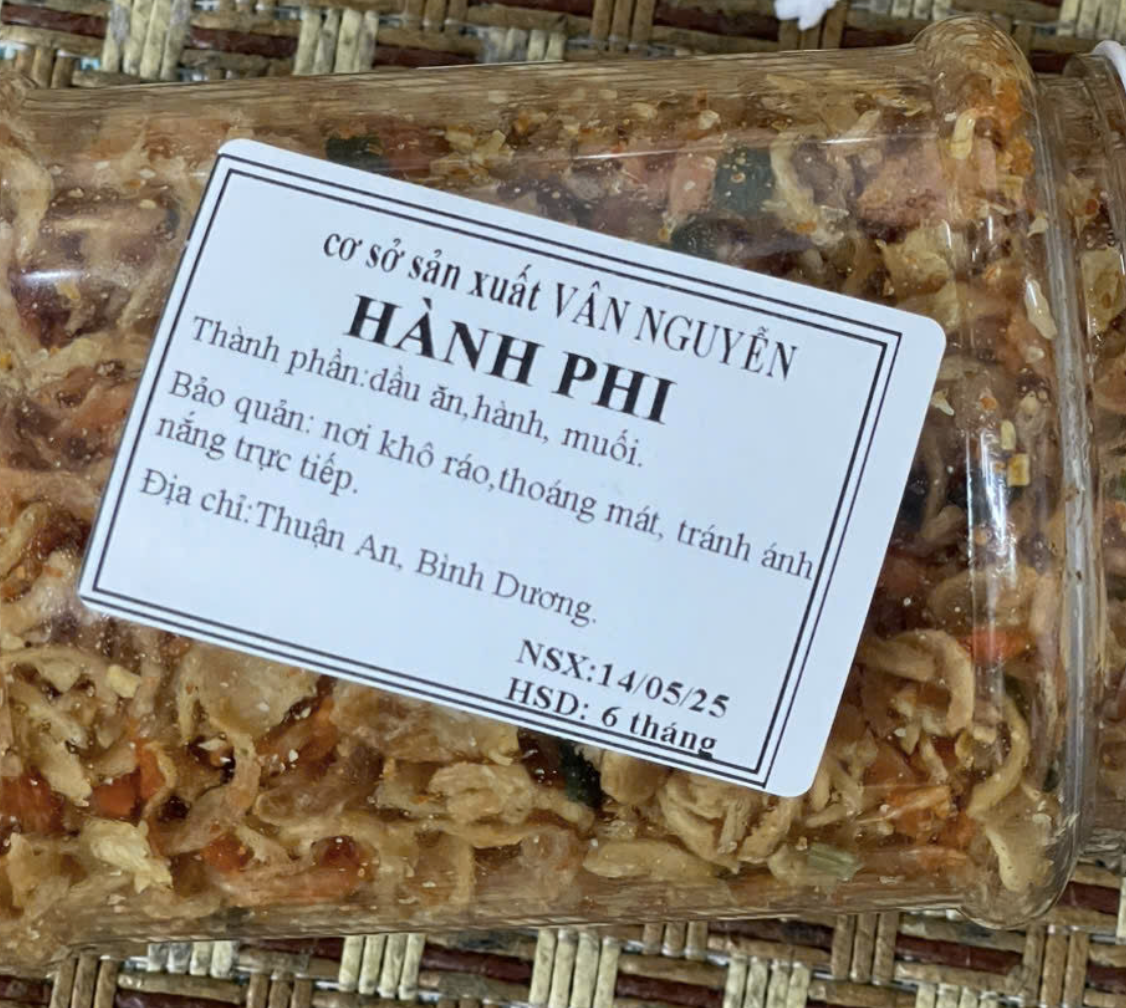 cơ sở sản xuất VÂN NGUYỄN
HÀNH PHI
Thành phần:dầu ăn,hành, muối.
Bảo quản: nơi khô ráo,thoáng mát, tránh ánh
nắng trực tiếp.
Địa chỉ:Thuận An, Bình Dương.
NSX:14/05/25
HSD: 6 tháng